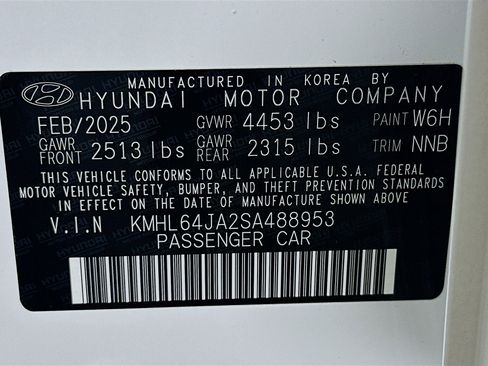 MANUFACTURED IN KOREA BY
HYUNDAI MOTOR COMPANY
FEB/2025 GVWR 4453 lbs PAINT W6H
GAWR FRONT 2513 lbs GAWR REAR 2315 lbs TRIM NNB
THIS VEHICLE CONFORMS TO ALL APPLICABLE U.S.A. FEDERAL
MOTOR VEHICLE SAFETY, BUMPER, AND THEFT PREVENTION STANDARDS
IN EFFECT ON THE DATE OF MANUFACTURE SHOWN ABOVE
V.I.N KMHL64JA2SA488953
PASSENGER CAR